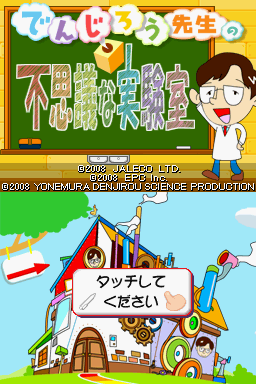 でんじろう先生の
不思議な実験室
©2008 JALECO LTD.
©2008 EPC Inc.
©2008 YONEMURA DENJIROU SCIENCE PRODUCTION
タッチして
ください